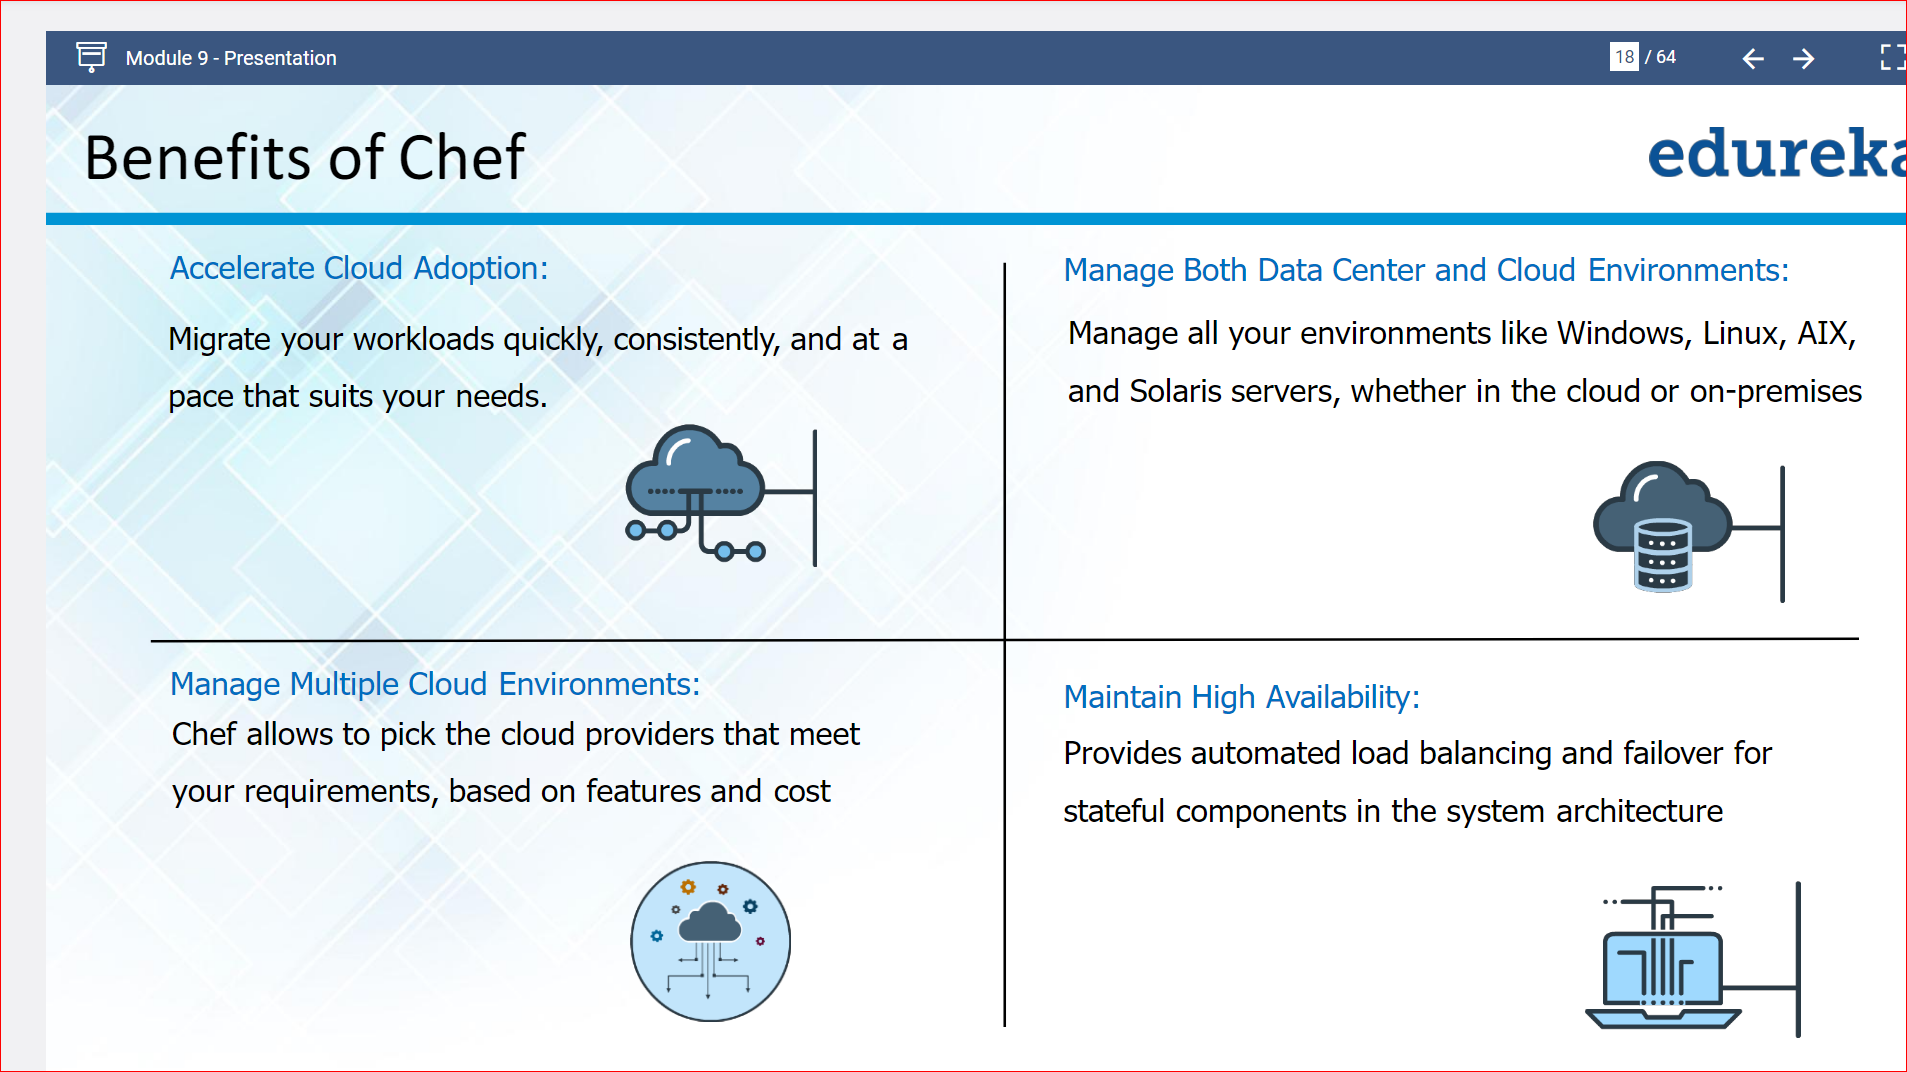 Module 9 - Presentation
18 / 64
Benefits of Chef
edureka
Accelerate Cloud Adoption:
Migrate your workloads quickly, consistently, and at a
pace that suits your needs.
Manage Both Data Center and Cloud Environments:
Manage all your environments like Windows, Linux, AIX,
and Solaris servers, whether in the cloud or on-premises
Manage Multiple Cloud Environments:
Chef allows to pick the cloud providers that meet
your requirements, based on features and cost
Maintain High Availability:
Provides automated load balancing and failover for
stateful components in the system architecture